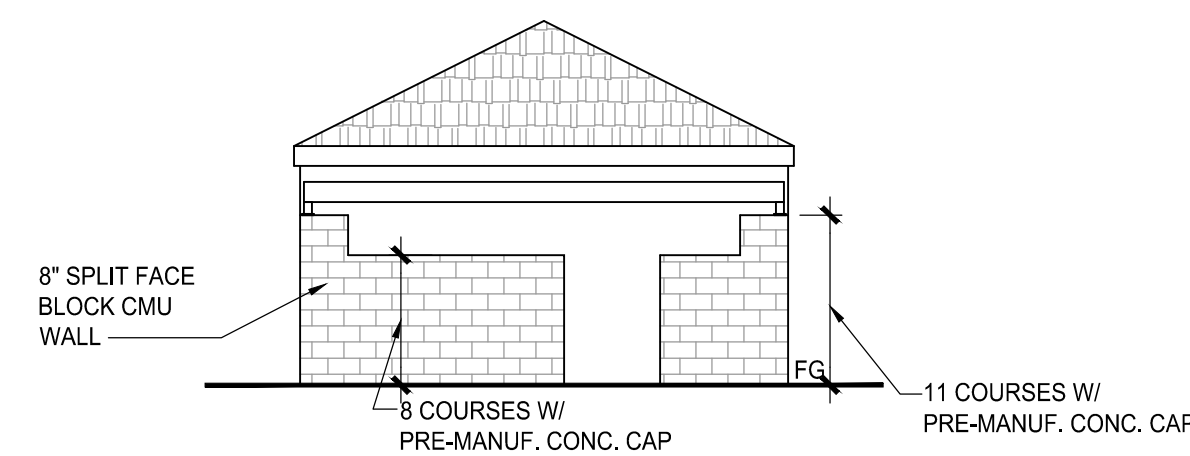 8" SPLIT FACE
BLOCK CMU
WALL
FG
8 COURSES W/
PRE-MANUF. CONC. CAP
11 COURSES W/
PRE-MANUF. CONC. CAP